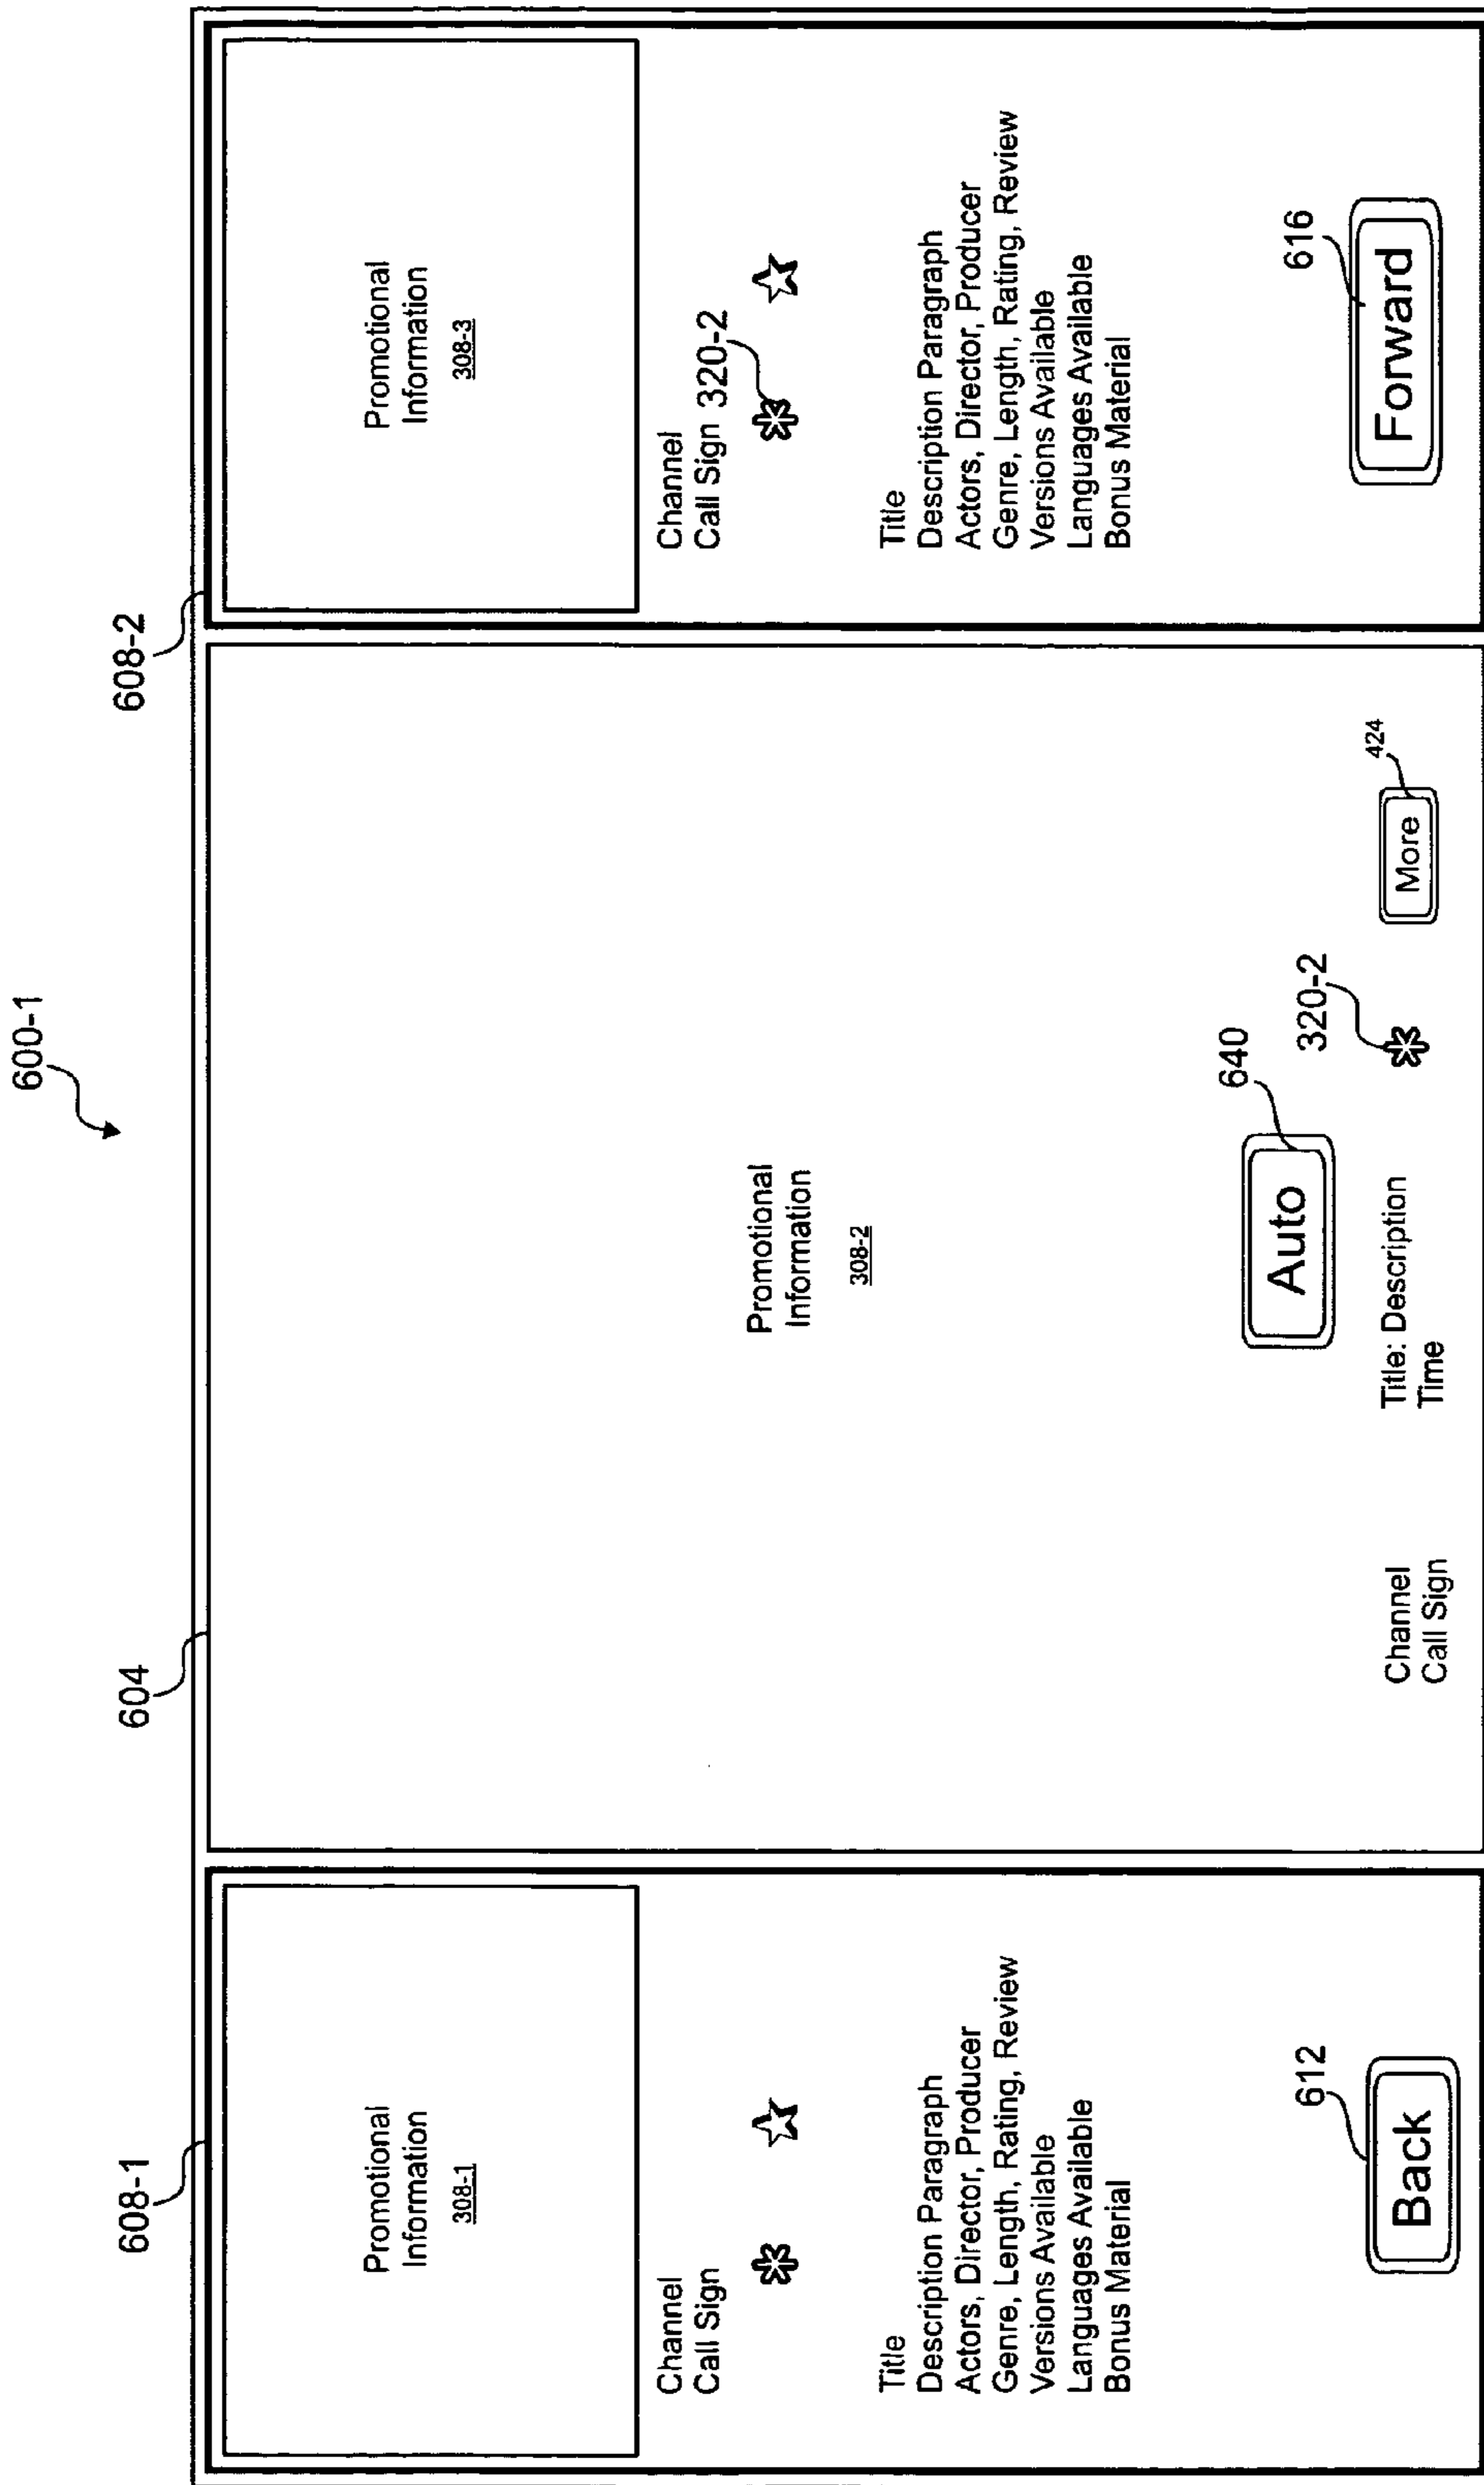 600-1
608-1
604
608-2
Promotional
Information
308-1
Channel
Call Sign
Title
Description Paragraph
Actors, Director, Producer
Genre, Length, Rating, Review
Versions Available
Languages Available
Bonus Material
612
Back
Promotional
Information
308-2
640
Auto
320-2
424
Channel
Call Sign
Title: Description
Time
More
Promotional
Information
308-3
Channel
Call Sign 320-2
Title
Description Paragraph
Actors, Director, Producer
Genre, Length, Rating, Review
Versions Available
Languages Available
Bonus Material
616
Forward